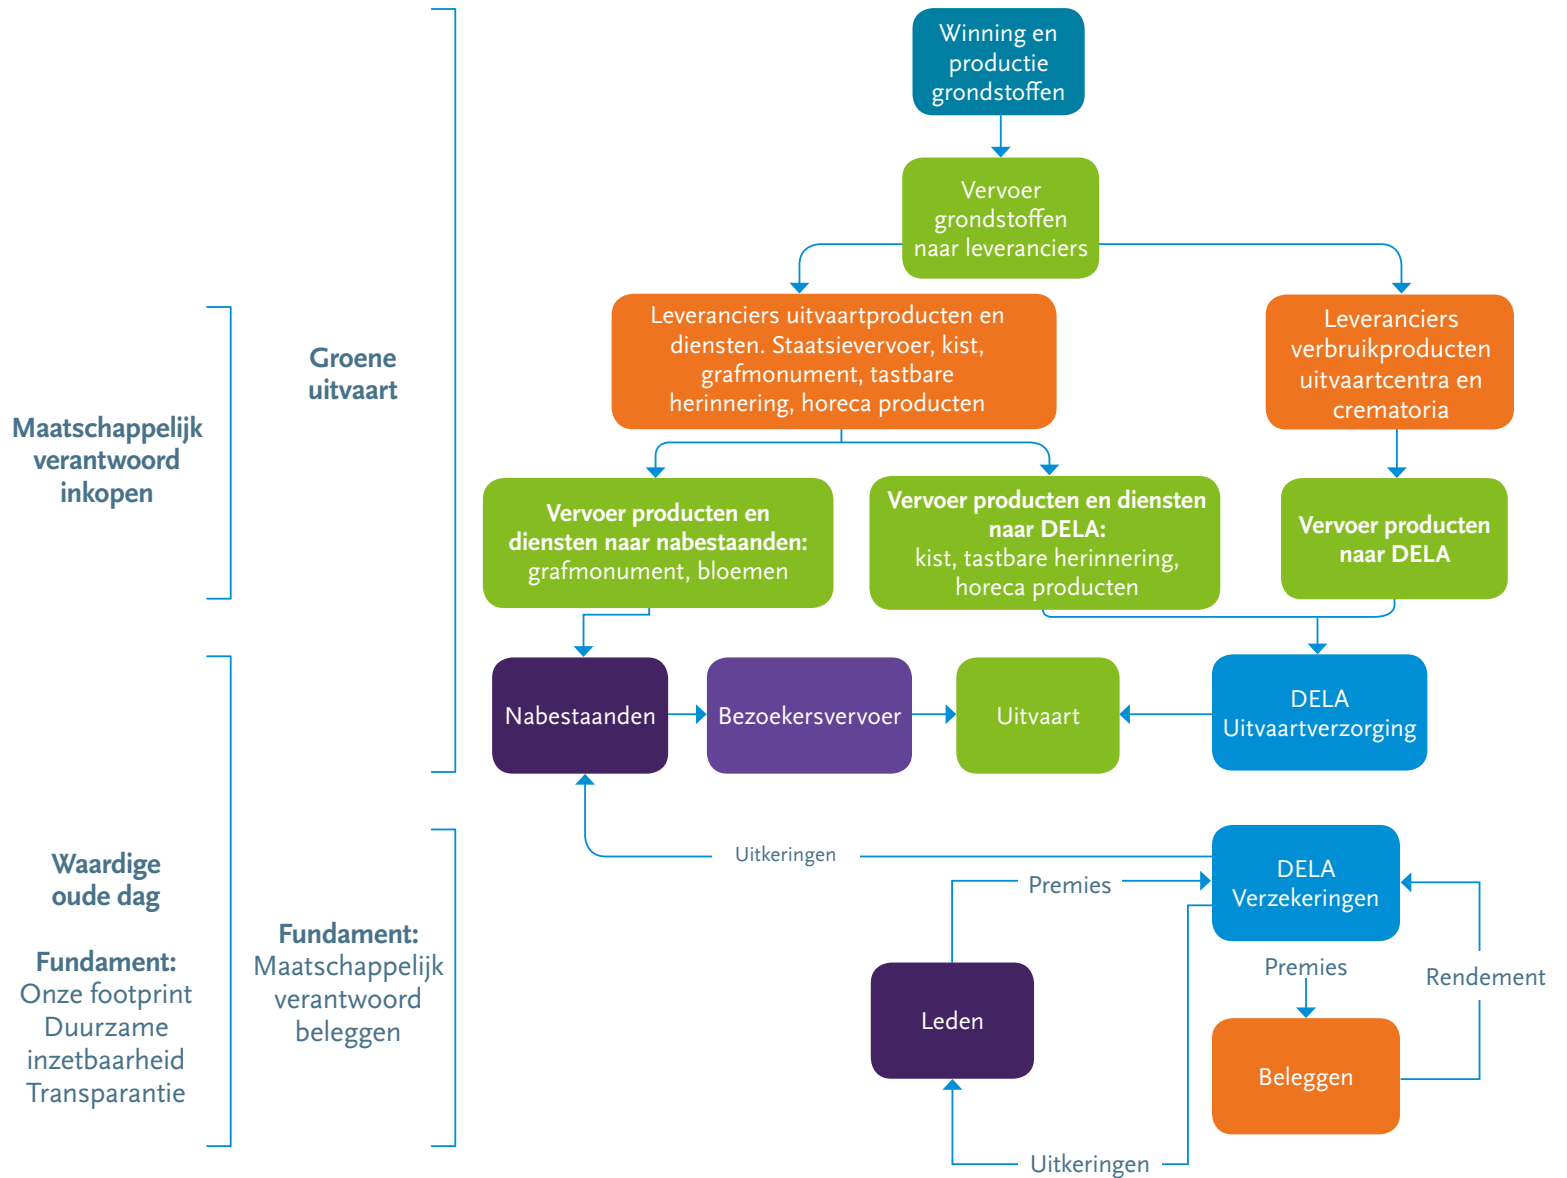 Winning en
productie
grondstoffen
Vervoer
grondstoffen
naar leveranciers
Leveranciers uitvaartproducten en
diensten. Staatsievervoer, kist,
grafmonument, tastbare
herinnering, horeca producten
Leveranciers
verbruikproducten
uitvaartcentra en
crematoria
Groene
uitvaart
Maatschappelijk
verantwoord
inkopen
Vervoer producten en
diensten naar nabestaanden:
grafmonument, bloemen
Vervoer producten en diensten
naar DELA:
kist, tastbare herinnering,
horeca producten
Vervoer producten
naar DELA
Nabestaanden
Bezoekersvervoer
Uitvaart
DELA
Uitvaartverzorging
Waardige
oude dag
Fundament:
Onze footprint
Duurzame
inzetbaarheid
Transparantie
Fundament:
Maatschappelijk
verantwoord
beleggen
Uitkeringen
Premies
DELA
Verzekeringen
Premies
Rendement
Leden
Beleggen
Uitkeringen